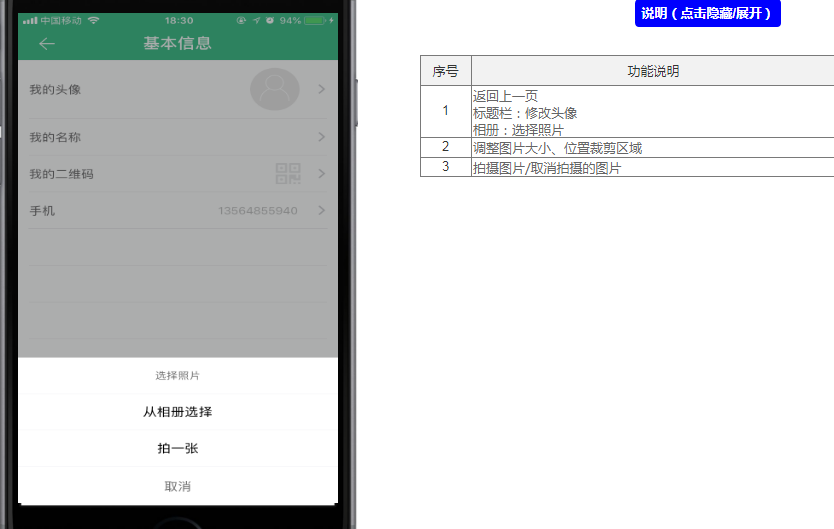 中国移动 18:30 94%
基本信息
我的头像
我的名称
我的二维码
手机 13564855940
选择照片
从相册选择
拍一张
取消
说明（点击隐藏/展开）
序号 功能说明
1 返回上一页
标题栏：修改头像
相册：选择照片
2 调整图片大小、位置裁剪区域
3 拍摄图片/取消拍摄的图片